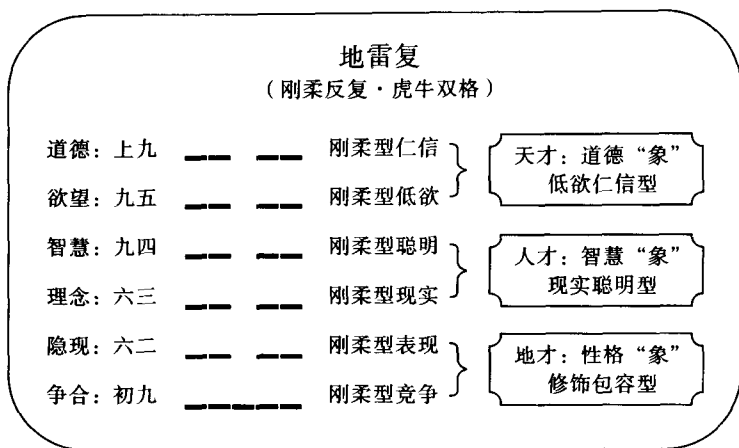 地雷复
（刚柔反复·虎牛双格）
道德：上九 刚柔型仁信
欲望：九五 刚柔型低欲
天才：道德“象”
低欲仁信型
智慧：九四 刚柔型聪明
理念：六三 刚柔型现实
人才：智慧“象”
现实聪明型
隐现：六二 刚柔型表现
争合：初九 刚柔型竞争
地才：性格“象”
修饰包容型